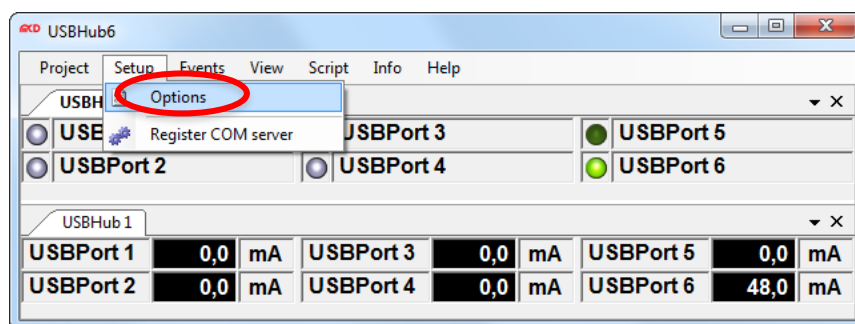 USBHub6
Project Setup Events View Script Info Help
USBH
Options
Register COM server
USB
USBPort 3
USBPort 5
USBPort 2
USBPort 4
USBPort 6
USBHub 1
USBPort 1 0,0 mA USBPort 3 0,0 mA USBPort 5 0,0 mA
USBPort 2 0,0 mA USBPort 4 0,0 mA USBPort 6 48,0 mA